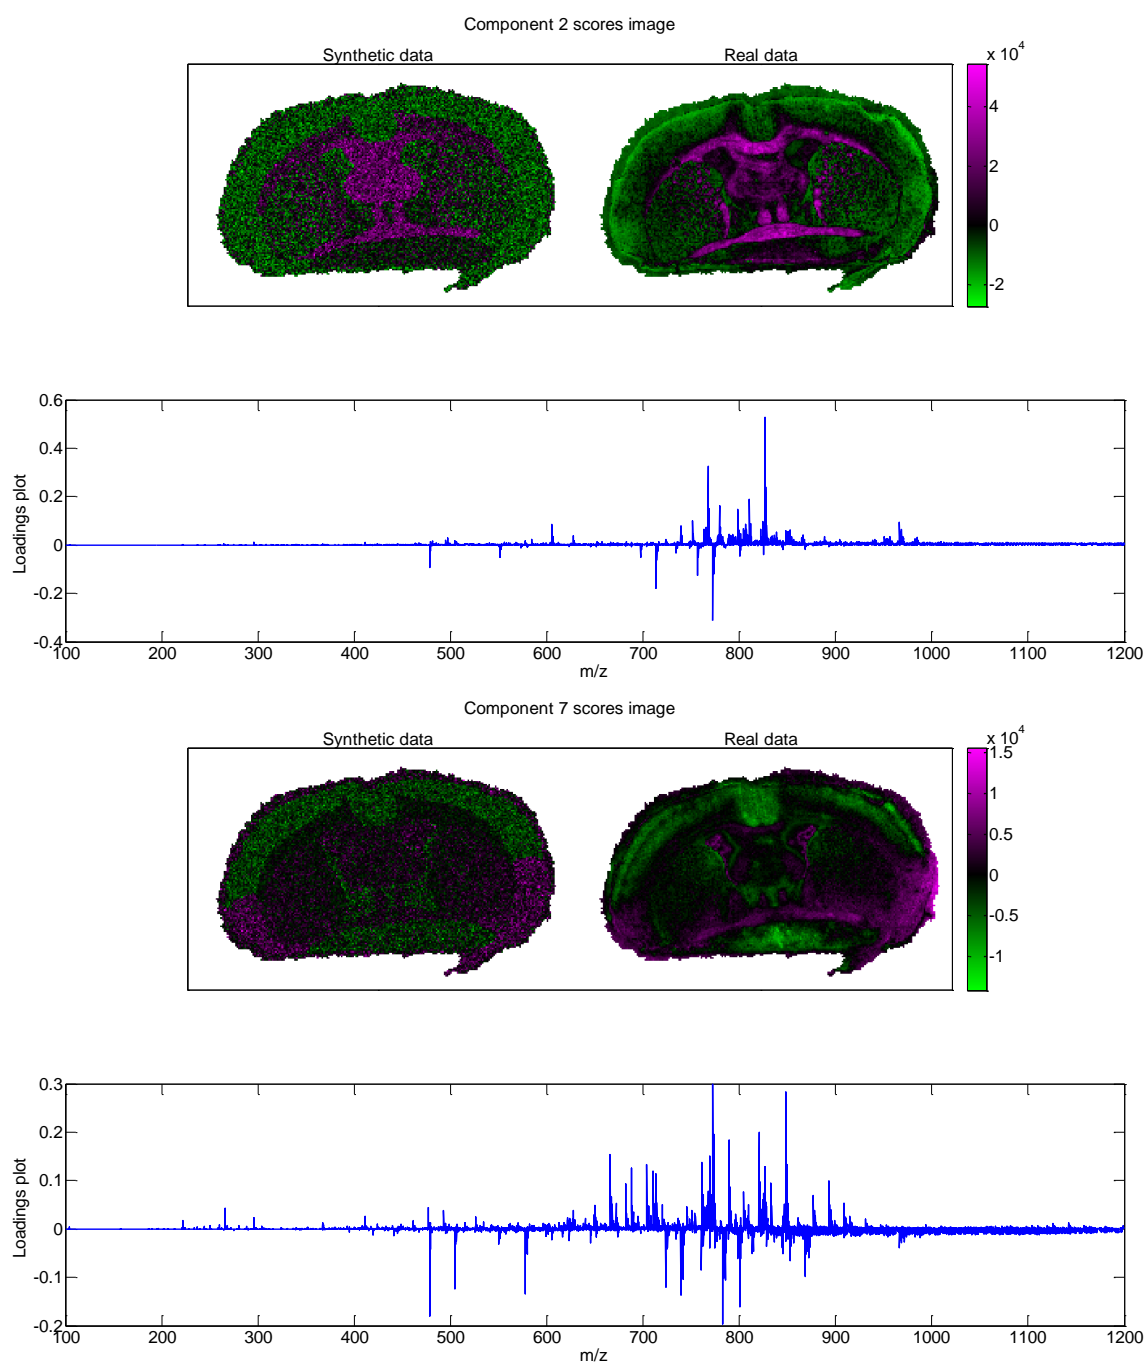 Component 2 scores image
Synthetic data Real data
x 10^4
4
2
0
-2
0.6
0.4
0.2
0
-0.2
-0.4
Loadings plot
100 200 300 400 500 600 700 800 900 1000 1100 1200
m/z
Component 7 scores image
Synthetic data Real data
x 10^4
1.5
1
0.5
0
-0.5
-1
0.3
0.2
0.1
0
-0.1
-0.2
Loadings plot
100 200 300 400 500 600 700 800 900 1000 1100 1200
m/z